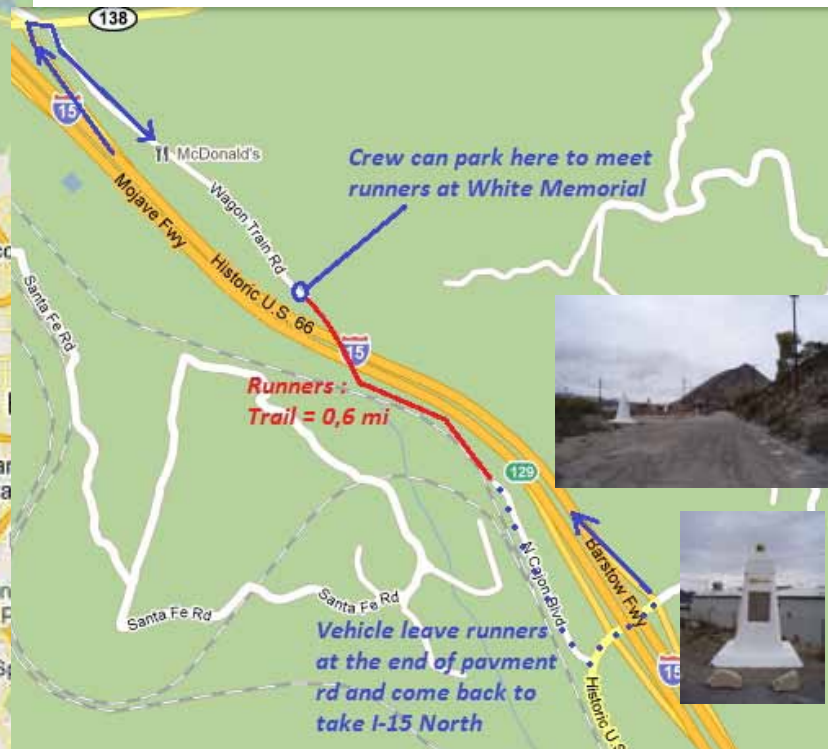 138
15
McDonald's
Crew can park here to meet
runners at White Memorial
Mojave Fwy
Wagon Train Rd
Historic U.S. 66
Santa Fe Rd
15
Runners :
Trail = 0,6 mi
129
N Cajon Blvd
Barstow Fwy
Santa Fe Rd
Santa Fe Rd
Vehicle leave runners
at the end of pavment
rd and come back to
take I-15 North
15
Historic U.S